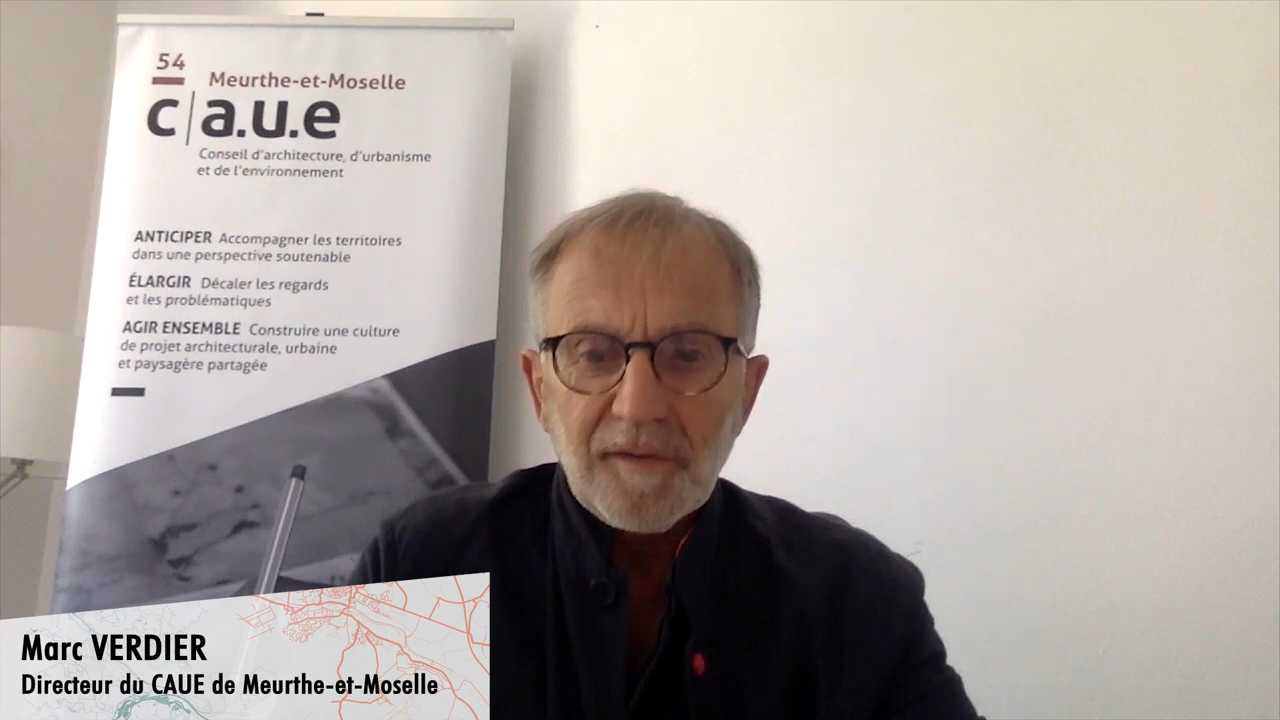 54
Meurthe-et-Moselle
c|a.u.e
Conseil d'architecture, d'urbanisme
et de l'environnement
ANTICIPER Accompagner les territoires
dans une perspective soutenable
ÉLARGIR Décaler les regards
et les problématiques
AGIR ENSEMBLE Construire une culture
de projet architecturale, urbaine
et paysagère partagée
Marc VERDIER
Directeur du CAUE de Meurthe-et-Moselle